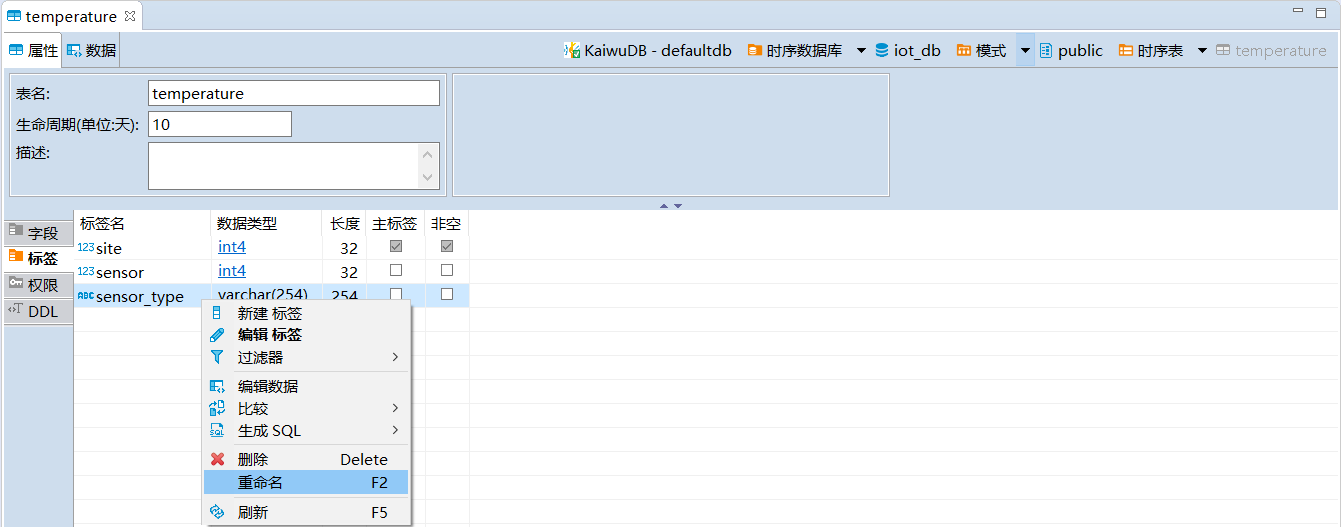 temperature
属性 数据 KaiwuDB - defaultdb 时序数据库 iot_db 模式 public 时序表 temperature
表名: temperature
生命周期(单位:天): 10
描述:
标签名 数据类型 长度 主标签 非空
字段
标签
权限
DDL
123 site int4 32
123 sensor int4 32
ABC sensor_type varchar(254) 254
新建 标签
编辑 标签
过滤器
编辑数据
比较
生成 SQL
删除 Delete
重命名 F2
刷新 F5